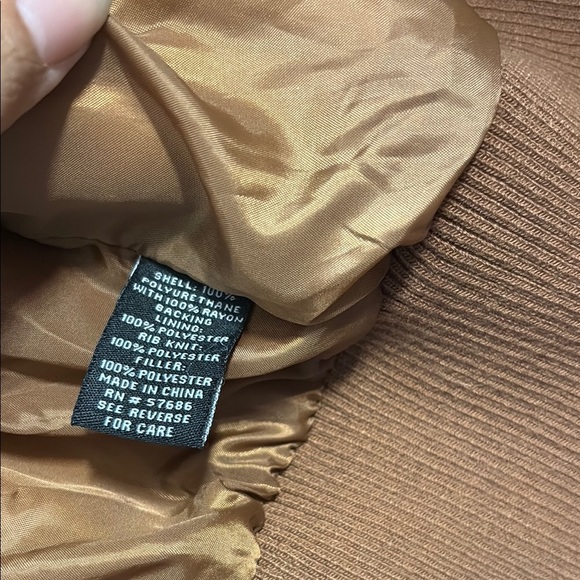 SHELL: 100%
POLYURETHANE
WITH 100% RAYON
BACKING
LINING:
100% POLYESTER
RIB KNIT:
100% POLYESTER
FILLER:
100% POLYESTER
MADE IN CHINA
RN # 57686
SEE REVERSE
FOR CARE